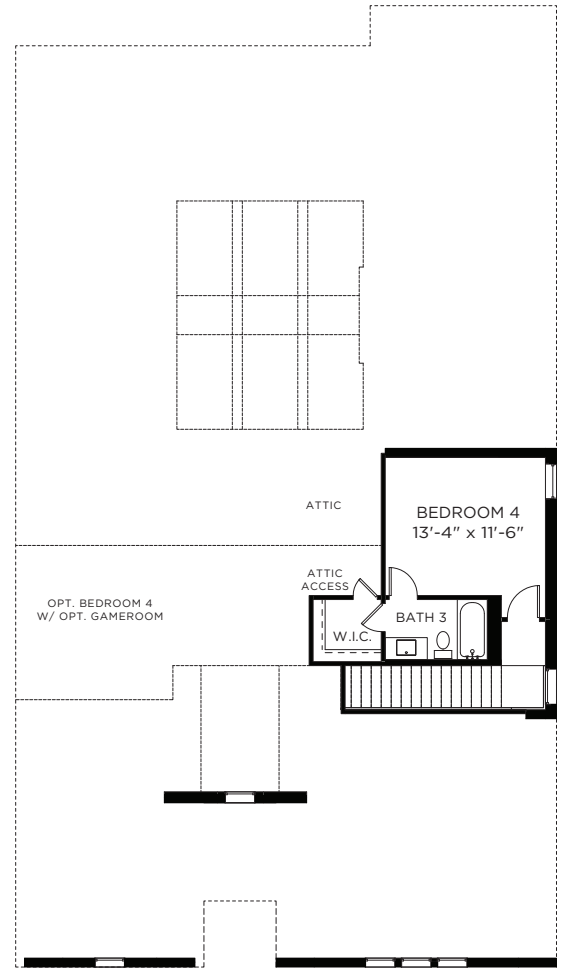 ATTIC
BEDROOM 4
13'-4" x 11'-6"
ATTIC
ACCESS
OPT. BEDROOM 4
W/ OPT. GAMEROOM
BATH 3
W.I.C.